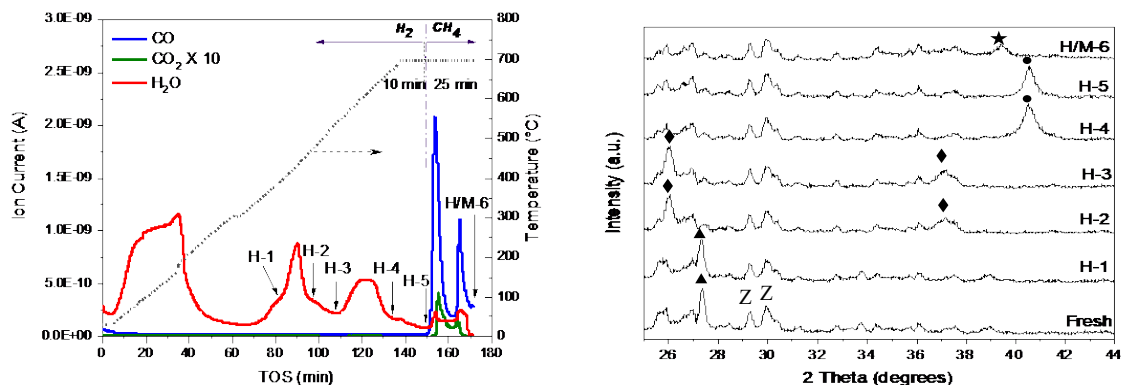 3.0E-09
2.5E-09
2.0E-09
1.5E-09
1.0E-09
5.0E-10
0.0E+00
Ion Current (A)
CO
CO₂ X 10
H₂O
H₂
CH₄
10 min
25 min
H-1
H-2
H-3
H-4
H-5
H/M-6
800
700
600
500
400
300
200
100
0
Temperature (°C)
0 20 40 60 80 100 120 140 160 180
TOS (min)
Intensity (a.u.)
H/M-6
H-5
H-4
H-3
H-2
H-1
Z Z
Fresh
26 28 30 32 34 36 38 40 42 44
2 Theta (degrees)